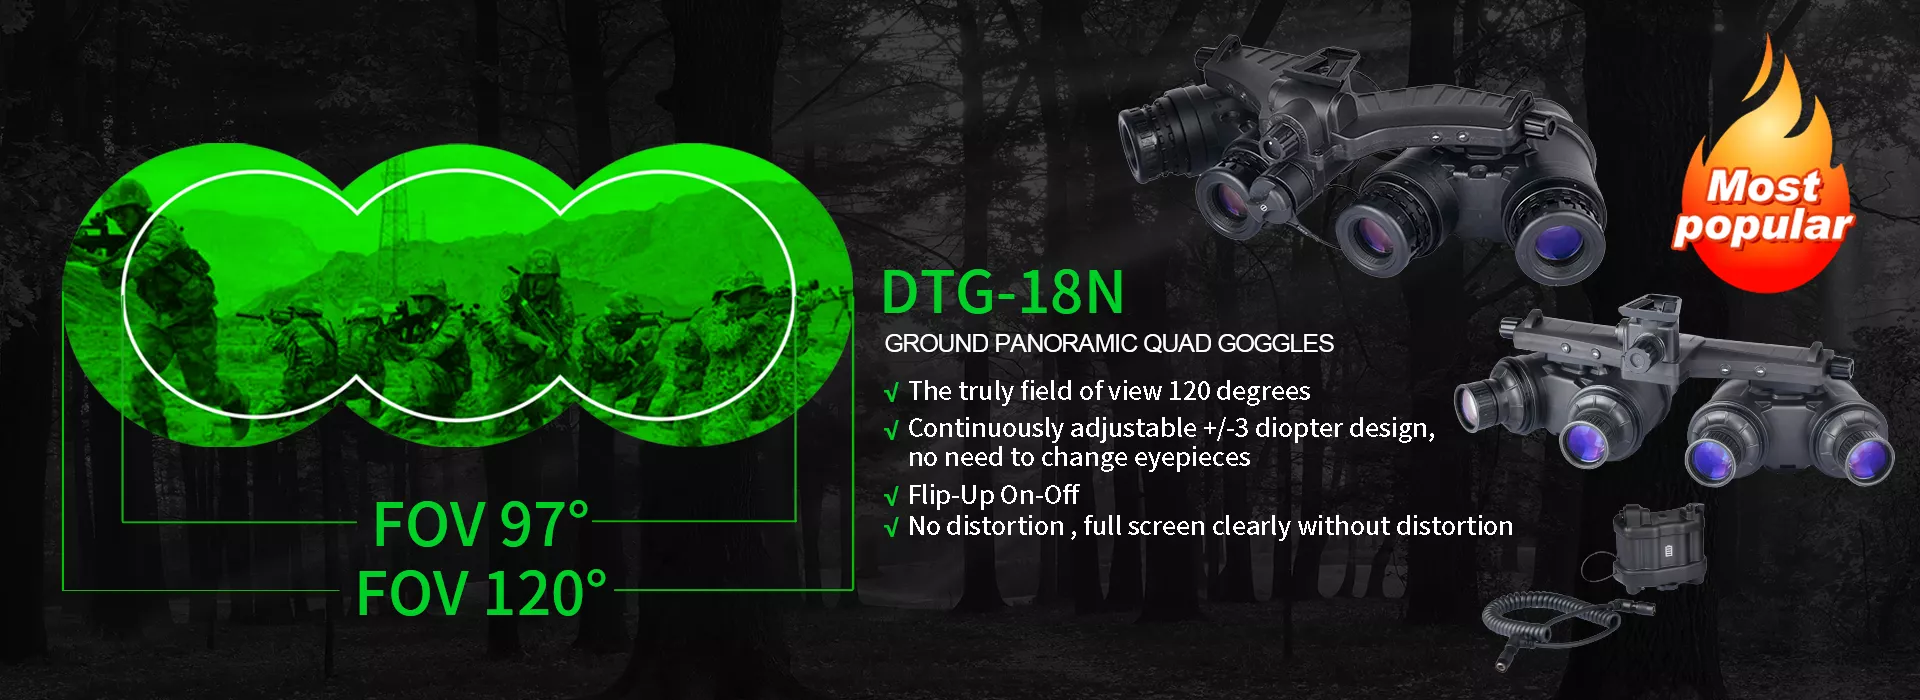 Most
popular
DTG-18N
GROUND PANORAMIC QUAD GOGGLES
√ The truly field of view 120 degrees
√ Continuously adjustable +/-3 diopter design,
no need to change eyepieces
√ Flip-Up On-Off
√ No distortion , full screen clearly without distortion
FOV 97°
FOV 120°